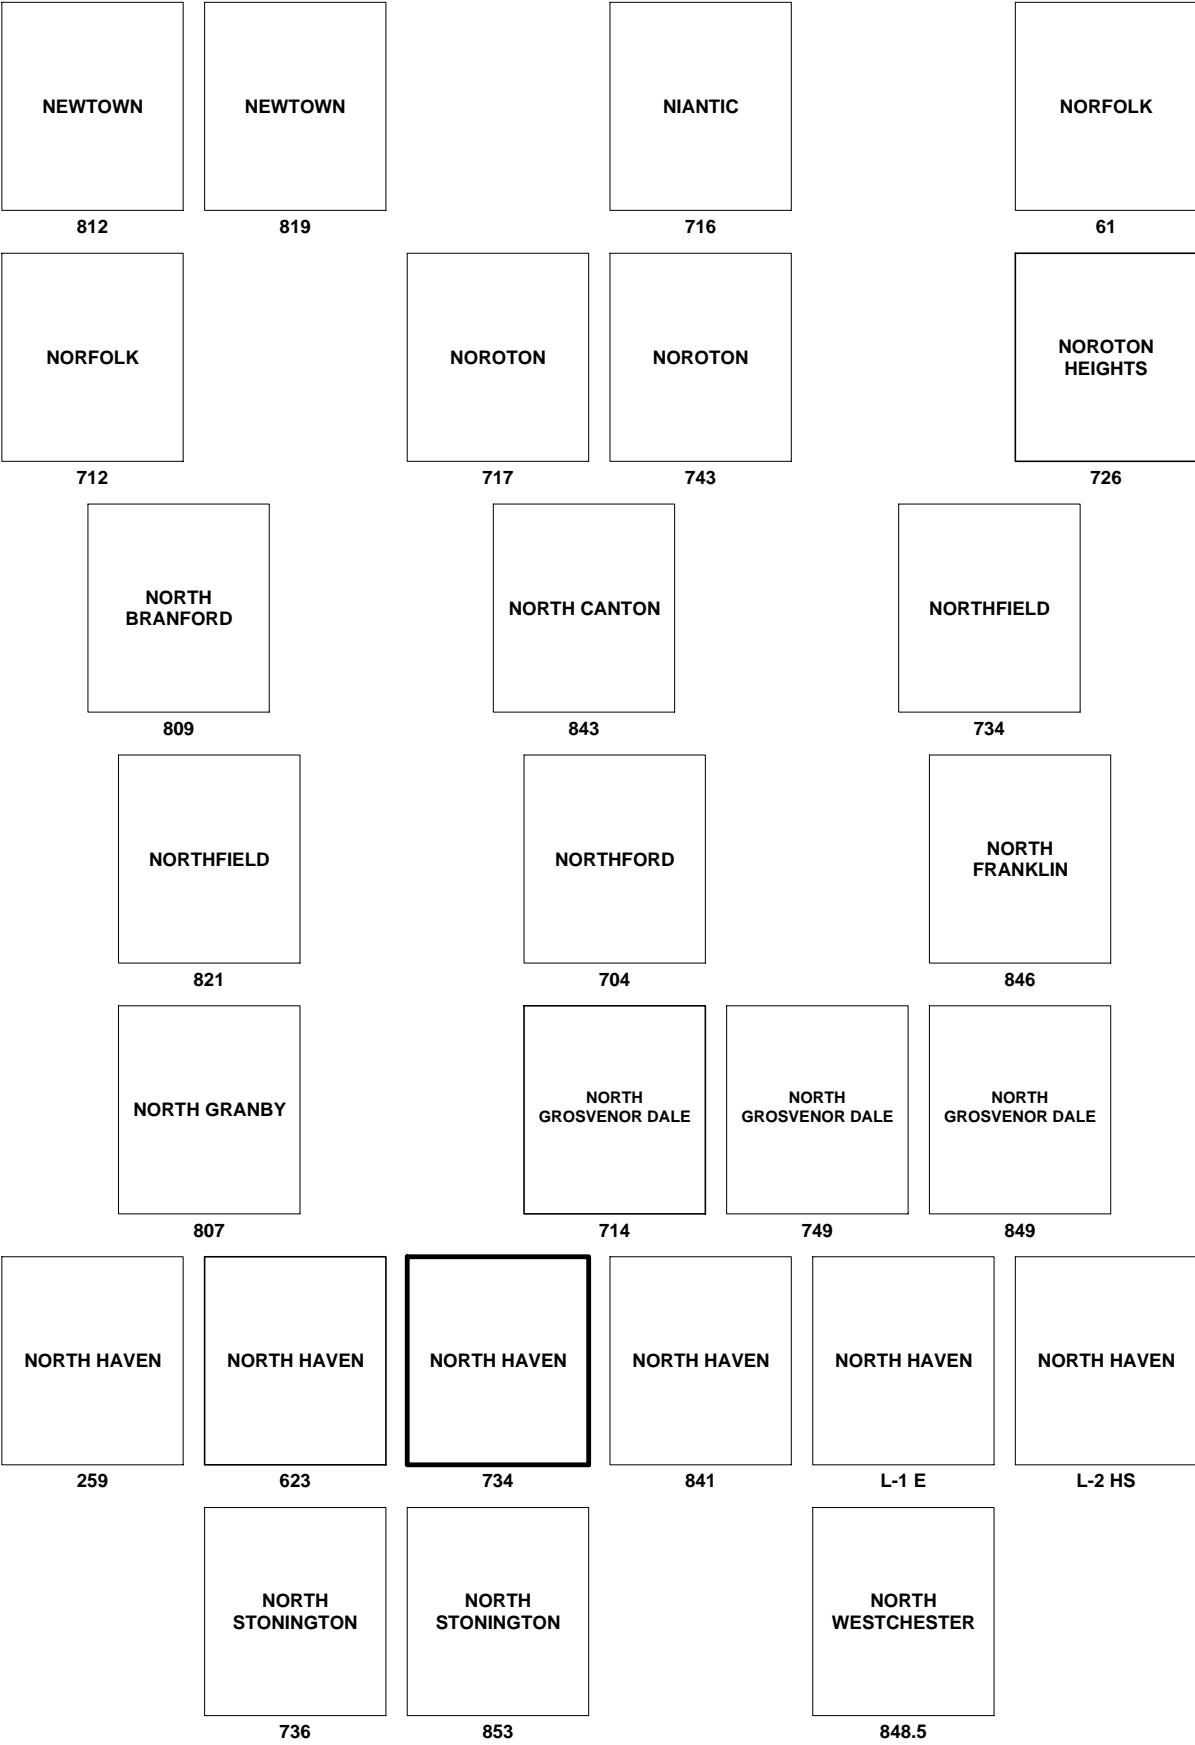 NEWTOWN NEWTOWN NIANTIC NORFOLK
812 819 716 61
NORFOLK NOROTON NOROTON NOROTON
HEIGHTS
712 717 743 726
NORTH
BRANFORD NORTH CANTON NORTHFIELD
809 843 734
NORTHFIELD NORTHFORD NORTH
FRANKLIN
821 704 846
NORTH GRANBY NORTH
GROSVENOR DALE NORTH
GROSVENOR DALE NORTH
GROSVENOR DALE
807 714 749 849
NORTH HAVEN NORTH HAVEN NORTH HAVEN NORTH HAVEN NORTH HAVEN NORTH HAVEN
259 623 734 841 L-1 E L-2 HS
NORTH
STONINGTON NORTH
STONINGTON NORTH
WESTCHESTER
736 853 848.5